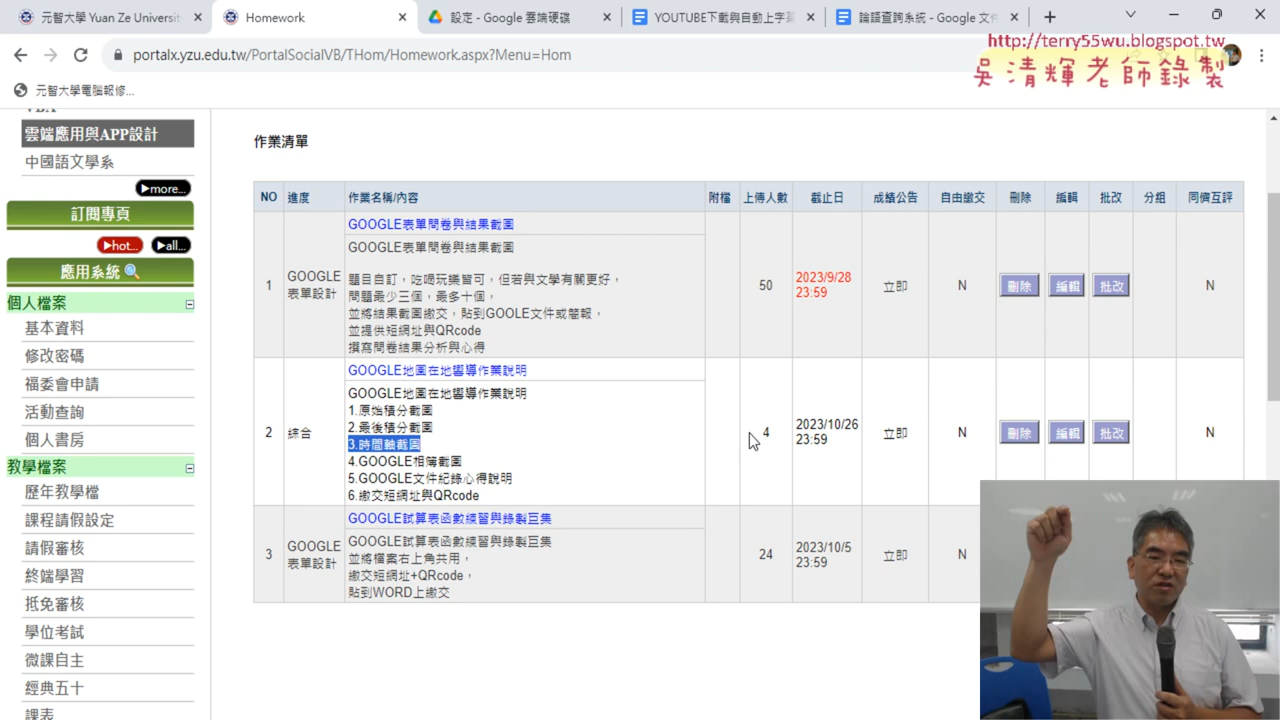 元智大學 Yuan Ze Universit
Homework
設定 - Google 雲端硬碟
YOUTUBE下載與自動上字幕
論語查詢系統 - Google 文件
portalx.yzu.edu.tw/PortalSocialVB/THom/Homework.aspx?Menu=Hom
http://terry55wu.blogspot.tw
吳清輝老師錄製
元智大學電腦報修...
VBA
雲端應用與APP設計
中國語文學系
▶more...
訂閱專頁
▶hot...
▶all...
應用系統
個人檔案
基本資料
修改密碼
福委會申請
活動查詢
個人書房
教學檔案
歷年教學檔
課程請假設定
請假審核
終端學習
抵免審核
學位考試
微課自主
經典五十
課表
作業清單
NO 進度 作業名稱/內容 附檔 上傳人數 截止日 成績公告 自由繳交 刪除 編輯 批改 分組 同儕互評
GOOGLE表單問卷與結果截圖
GOOGLE表單問卷與結果截圖
題目自訂，吃喝玩樂皆可，但若與文學有關更好，
問題最少三個，最多十個，
並將結果截圖繳交，貼到GOOLE文件或簡報，
並提供短網址與QRcode
撰寫問卷結果分析與心得
1
GOOGLE
表單設計
50
2023/9/28
23:59
立即
N
刪除
編輯
批改
N
GOOGLE地圖在地嚮導作業說明
GOOGLE地圖在地嚮導作業說明
1.原始積分截圖
2.最後積分截圖
3.時間軸截圖
4.GOOGLE相簿截圖
5.GOOGLE文件紀錄心得說明
6.繳交短網址與QRcode
2
綜合
4
2023/10/26
23:59
立即
N
刪除
編輯
批改
N
GOOGLE試算表函數練習與錄製巨集
GOOGLE試算表函數練習與錄製巨集
並將檔案右上角共用，
繳交短網址+QRcode，
貼到WORD上繳交
3
GOOGLE
表單設計
24
2023/10/5
23:59
立即
N